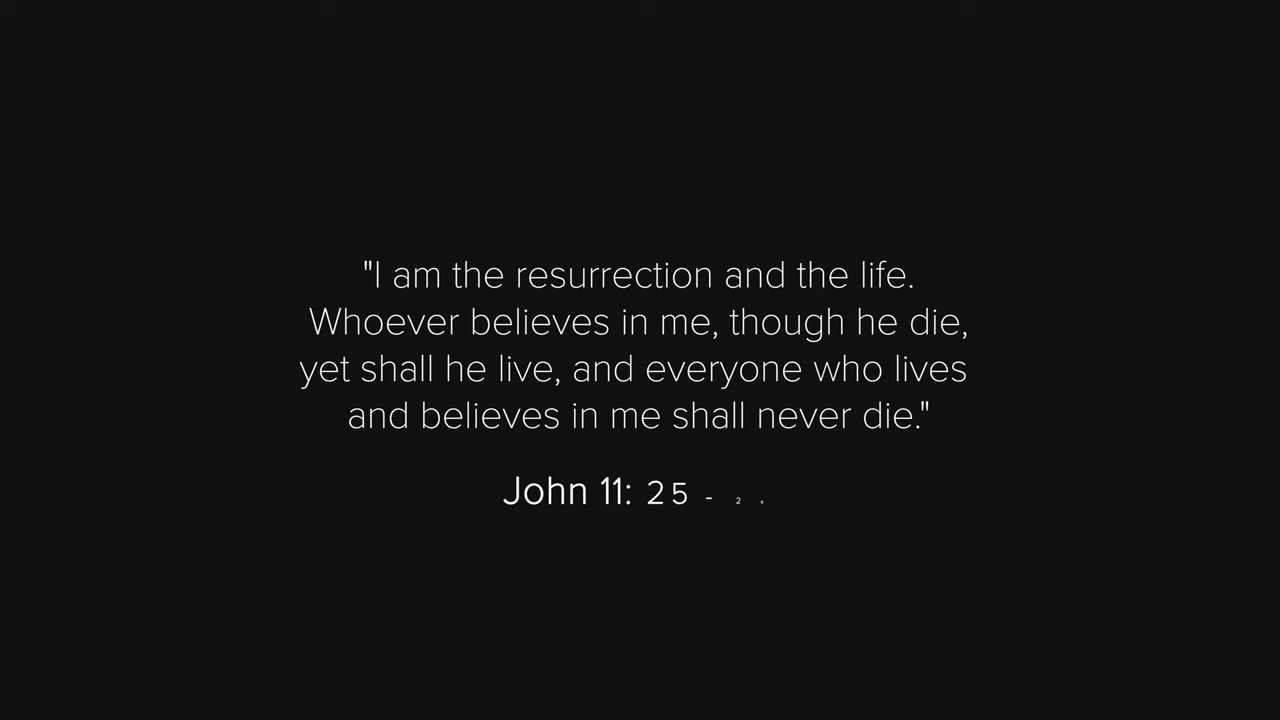 "I am the resurrection and the life.
Whoever believes in me, though he die,
yet shall he live, and everyone who lives
and believes in me shall never die."
John 11: 25 - 26